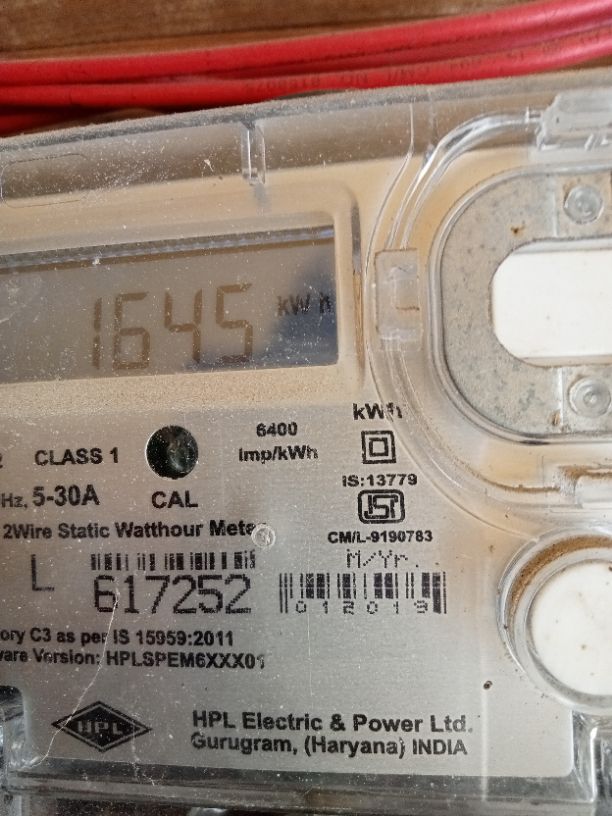 1645 kWh
CLASS 1
6400
Imp/kWh
kWh
Hz, 5-30A
CAL
IS:13779
ISI
2Wire Static Watthour Mete
CM/L-9190783
M/Yr.
L
617252
012019
ory C3 as per IS 15959:2011
ware Version: HPLSPEM6XXX01
HPL
HPL Electric & Power Ltd.
Gurugram, (Haryana) INDIA